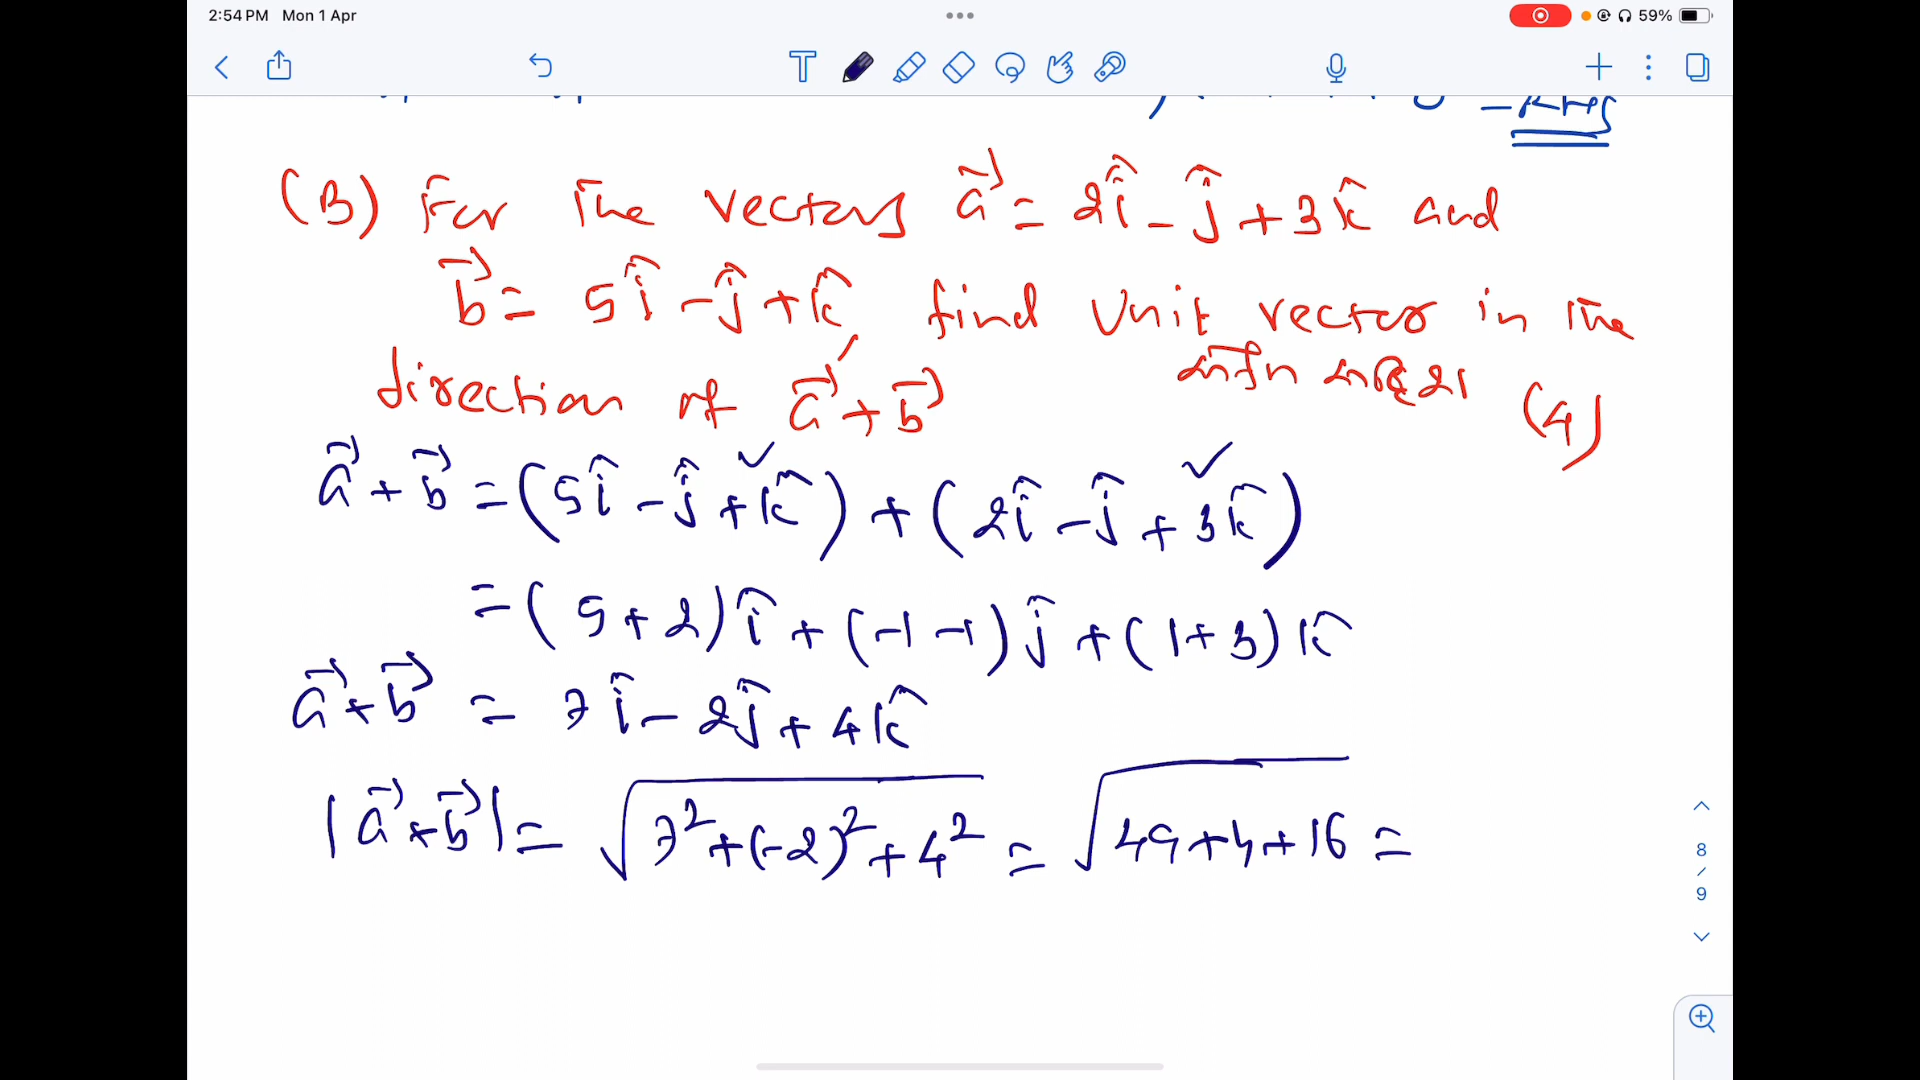 2:54 PM Mon 1 Apr
59%
= Ans
(B) For the vectors a⃗ = 2î - ĵ + 3k̂ and
b⃗ = 5î - ĵ + k̂, find Unit vector in the
direction of a⃗ + b⃗
(4)
a⃗ + b⃗ = (5î - ĵ + k̂) + (2î - ĵ + 3k̂)
= (5+2)î + (-1-1)ĵ + (1+3)k̂
a⃗ + b⃗ = 7î - 2ĵ + 4k̂
|a⃗ + b⃗| = √(7² + (-2)² + 4²) = √(49+4+16) =
8
/
9